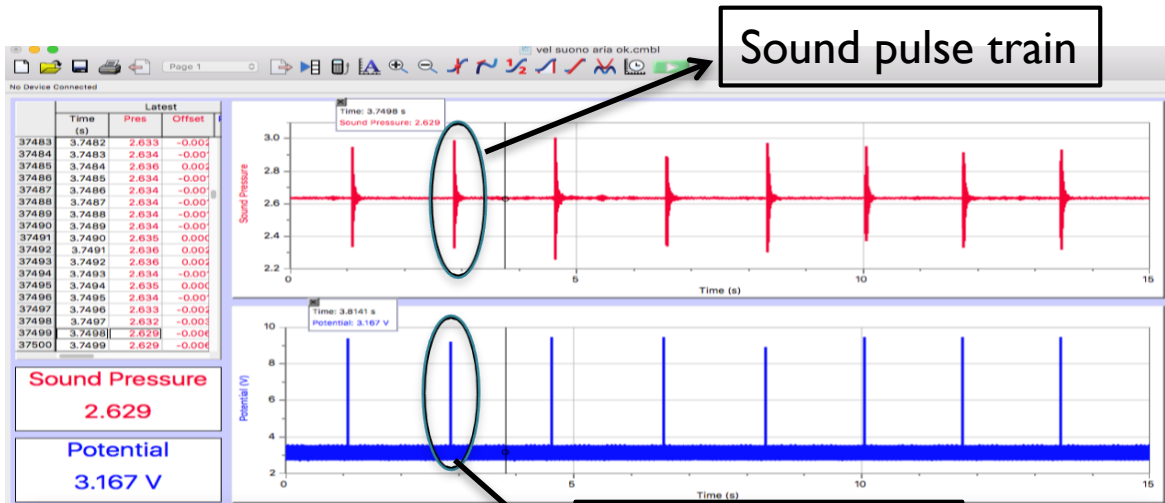 Sound pulse train
vel suono aria ok.cmbl
Page 1
No Device Connected
Latest
Time Pres Offset
(s)
37483 3.7482 2.633 -0.002
37484 3.7483 2.634 -0.00
37485 3.7484 2.636 0.002
37486 3.7485 2.634 -0.00
37487 3.7486 2.634 -0.00
37488 3.7487 2.634 -0.00
37489 3.7488 2.634 -0.00
37490 3.7489 2.634 -0.00
37491 3.7490 2.635 0.000
37492 3.7491 2.636 0.002
37493 3.7492 2.636 0.002
37494 3.7493 2.634 -0.00
37495 3.7494 2.635 0.000
37496 3.7495 2.634 -0.00
37497 3.7496 2.633 -0.002
37498 3.7497 2.632 -0.003
37499 3.7498 2.629 -0.006
37500 3.7499 2.629 -0.006
Sound Pressure
2.629
Potential
3.167 V
Time: 3.7498 s
Sound Pressure: 2.629
Sound Pressure
3.0
2.8
2.6
2.4
2.2
0 5 10 15
Time (s)
Time: 3.8141 s
Potential: 3.167 V
Potential (V)
10
8
6
4
2
0 5 10 15
Time (s)